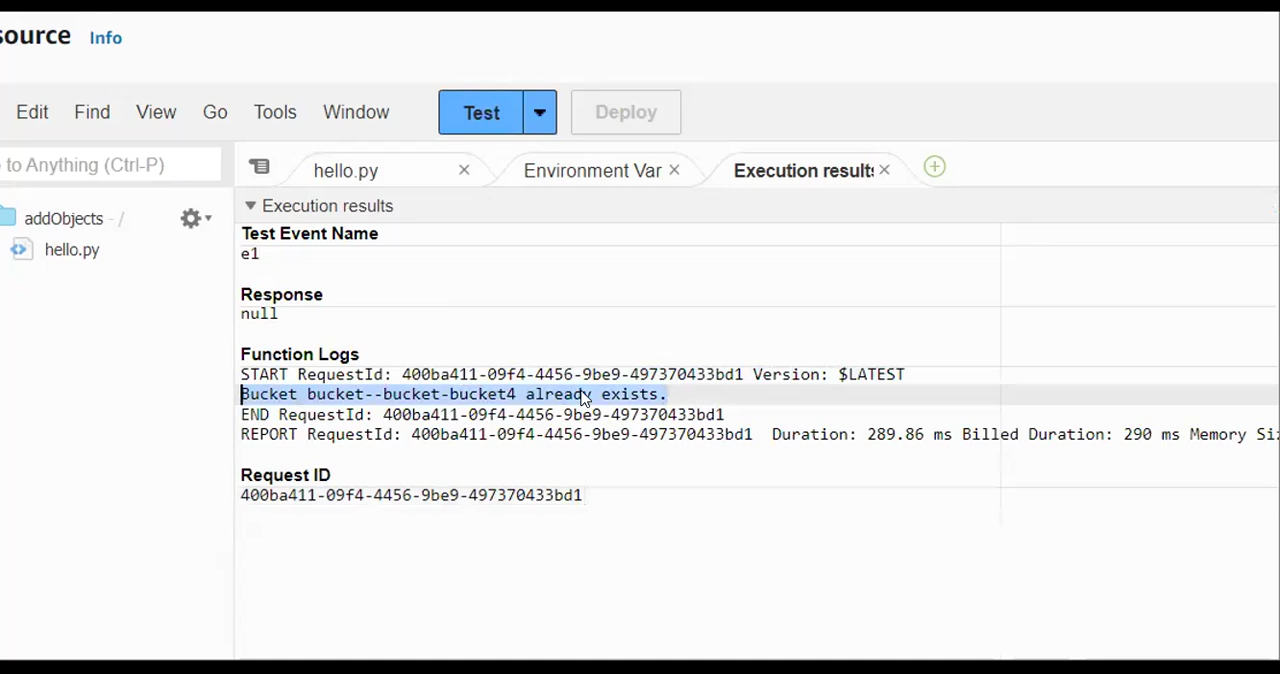 source Info
Edit Find View Go Tools Window Test Deploy
to Anything (Ctrl-P)
hello.py Environment Var Execution results
addObjects - /
hello.py
Execution results
Test Event Name
e1
Response
null
Function Logs
START RequestId: 400ba411-09f4-4456-9be9-497370433bd1 Version: $LATEST
Bucket bucket--bucket-bucket4 already exists.
END RequestId: 400ba411-09f4-4456-9be9-497370433bd1
REPORT RequestId: 400ba411-09f4-4456-9be9-497370433bd1 Duration: 289.86 ms Billed Duration: 290 ms Memory Siz
Request ID
400ba411-09f4-4456-9be9-497370433bd1